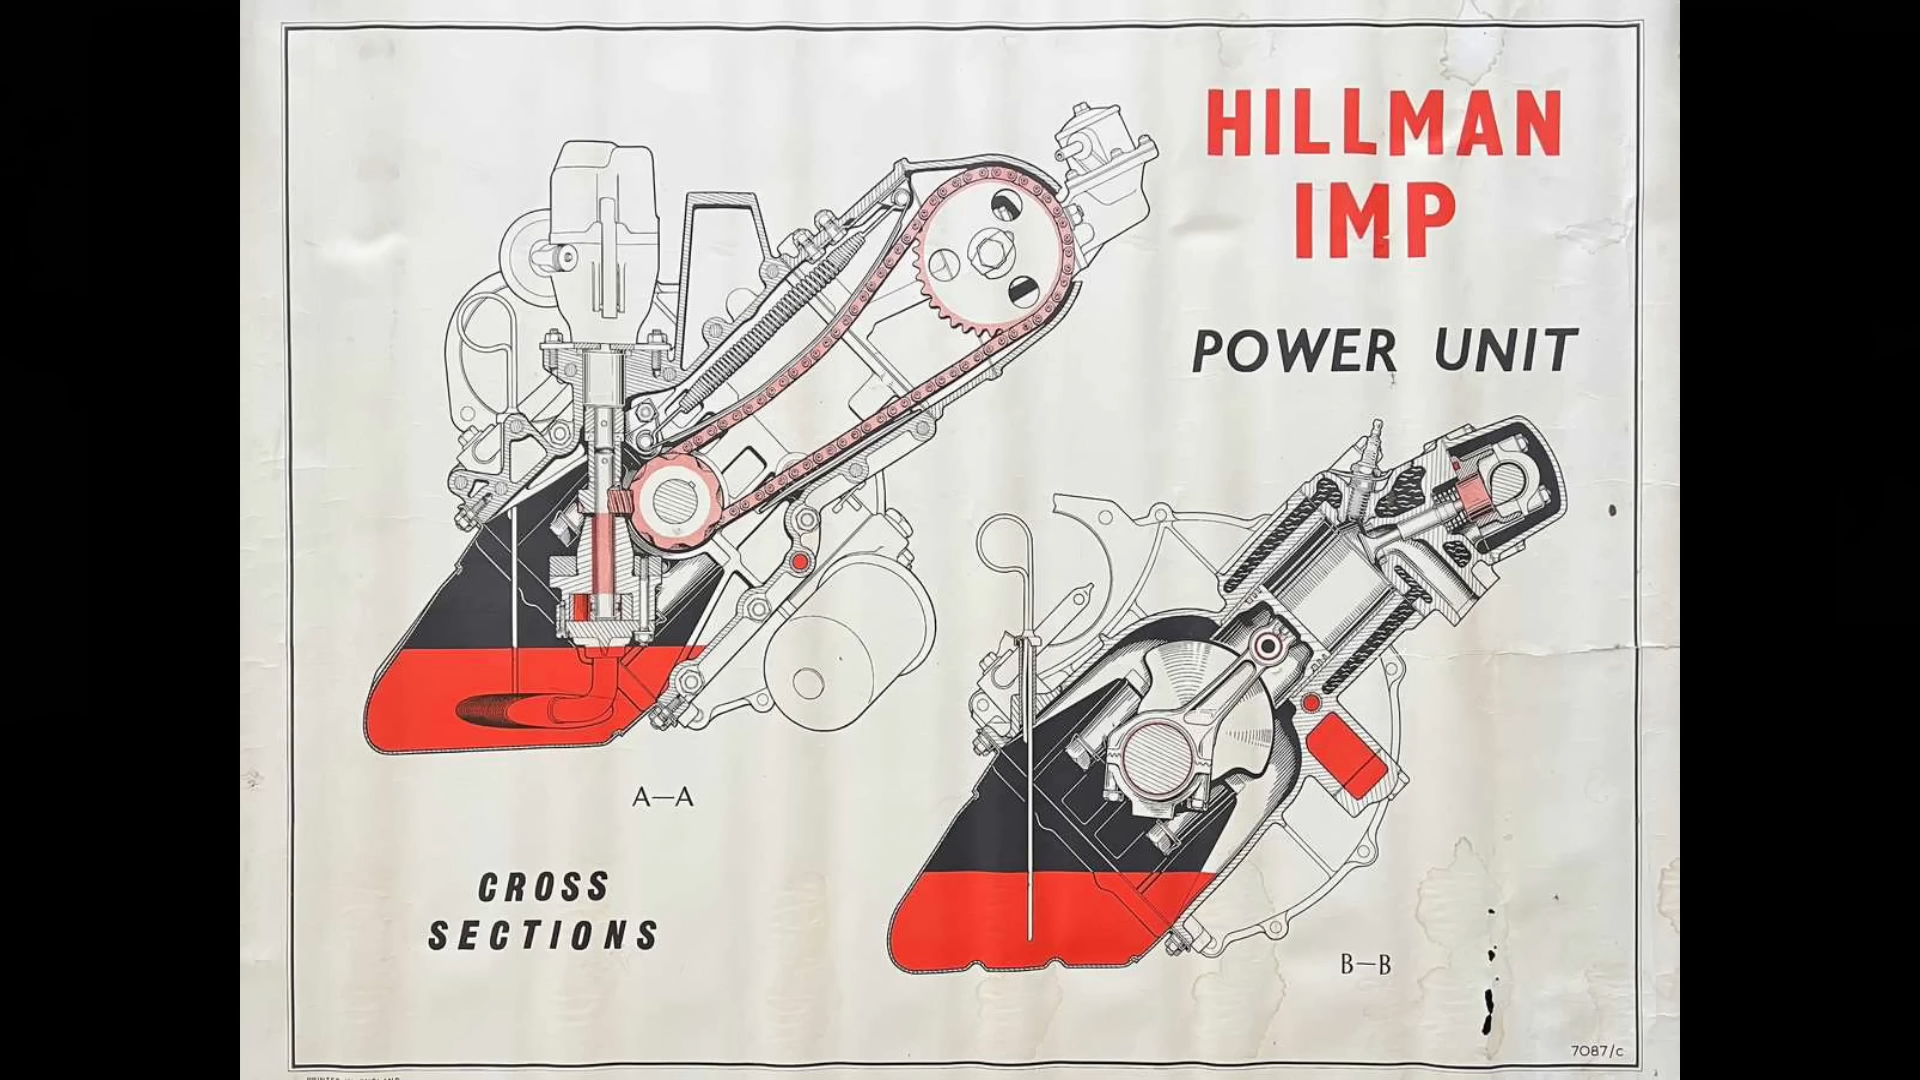 HILLMAN
IMP
POWER UNIT
A—A
CROSS
SECTIONS
B—B
7087/c